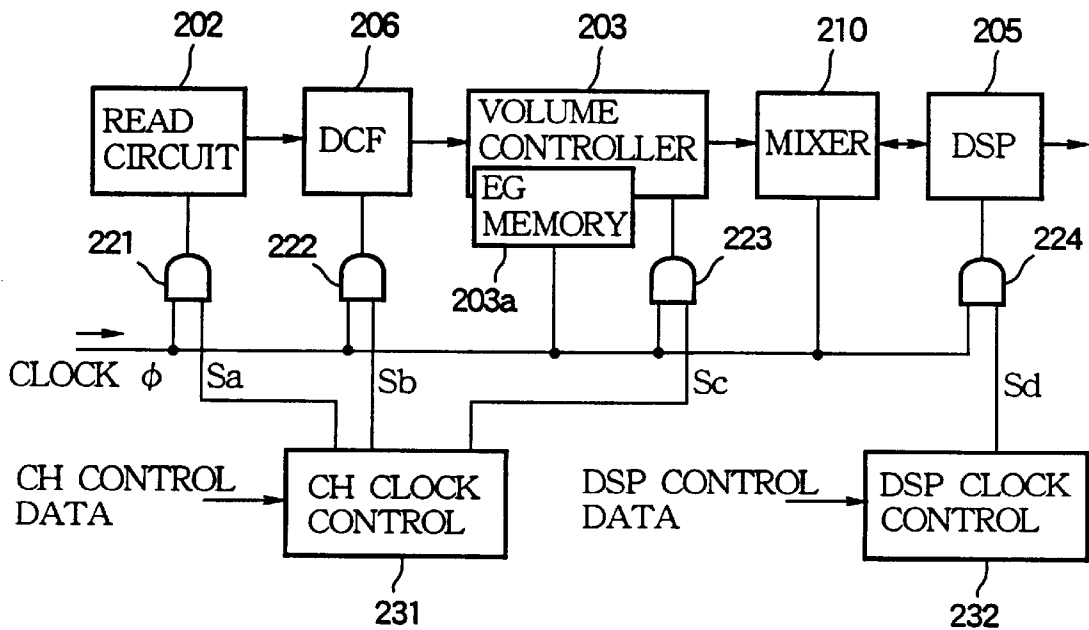 202
206
203
210
205
READ
CIRCUIT
DCF
VOLUME
CONTROLLER
MIXER
DSP
EG
MEMORY
221
222
203a
223
224
CLOCK ϕ
Sa
Sb
Sc
Sd
CH CONTROL
DATA
CH CLOCK
CONTROL
DSP CONTROL
DATA
DSP CLOCK
CONTROL
231
232